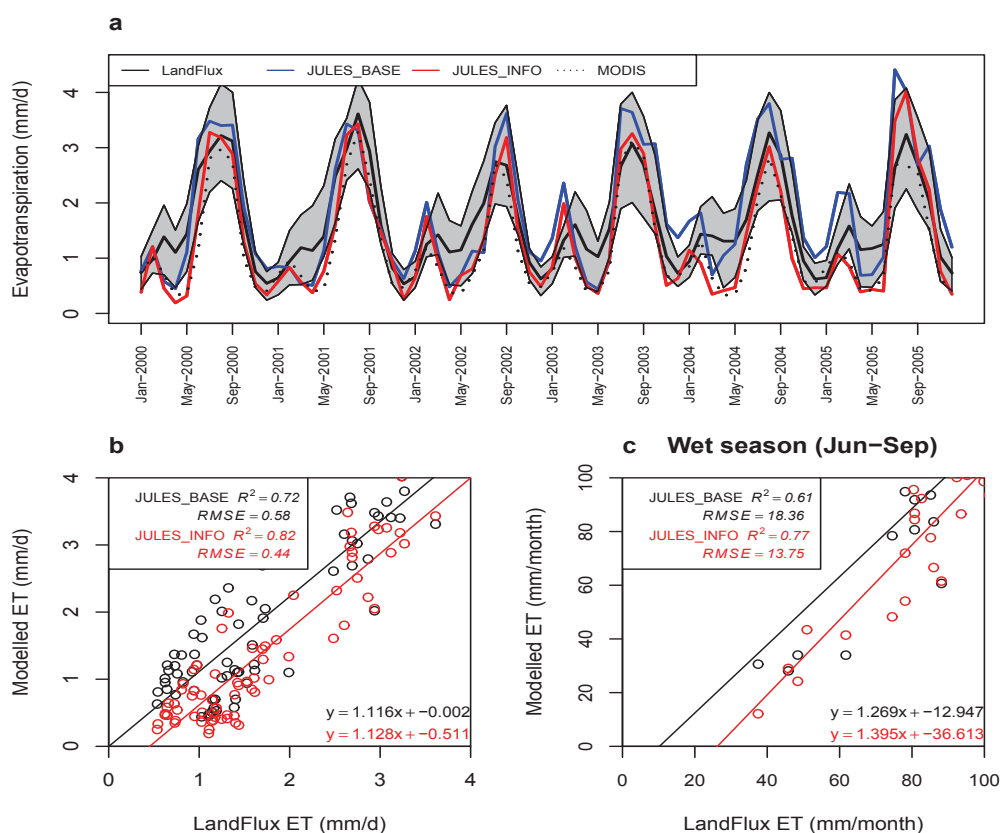 a
LandFlux JULES_BASE JULES_INFO MODIS
Evapotranspiration (mm/d)
4
3
2
1
0
Jan−2000 May−2000 Sep−2000 Jan−2001 May−2001 Sep−2001 Jan−2002 May−2002 Sep−2002 Jan−2003 May−2003 Sep−2003 Jan−2004 May−2004 Sep−2004 Jan−2005 May−2005 Sep−2005
b
JULES_BASE R² = 0.72
RMSE = 0.58
JULES_INFO R² = 0.82
RMSE = 0.44
Modelled ET (mm/d)
4
3
2
1
0
y = 1.116x + −0.002
y = 1.128x + −0.511
0 1 2 3 4
LandFlux ET (mm/d)
c Wet season (Jun−Sep)
JULES_BASE R² = 0.61
RMSE = 18.36
JULES_INFO R² = 0.77
RMSE = 13.75
Modelled ET (mm/month)
100
80
60
40
20
0
y = 1.269x + −12.947
y = 1.395x + −36.613
0 20 40 60 80 100
LandFlux ET (mm/month)